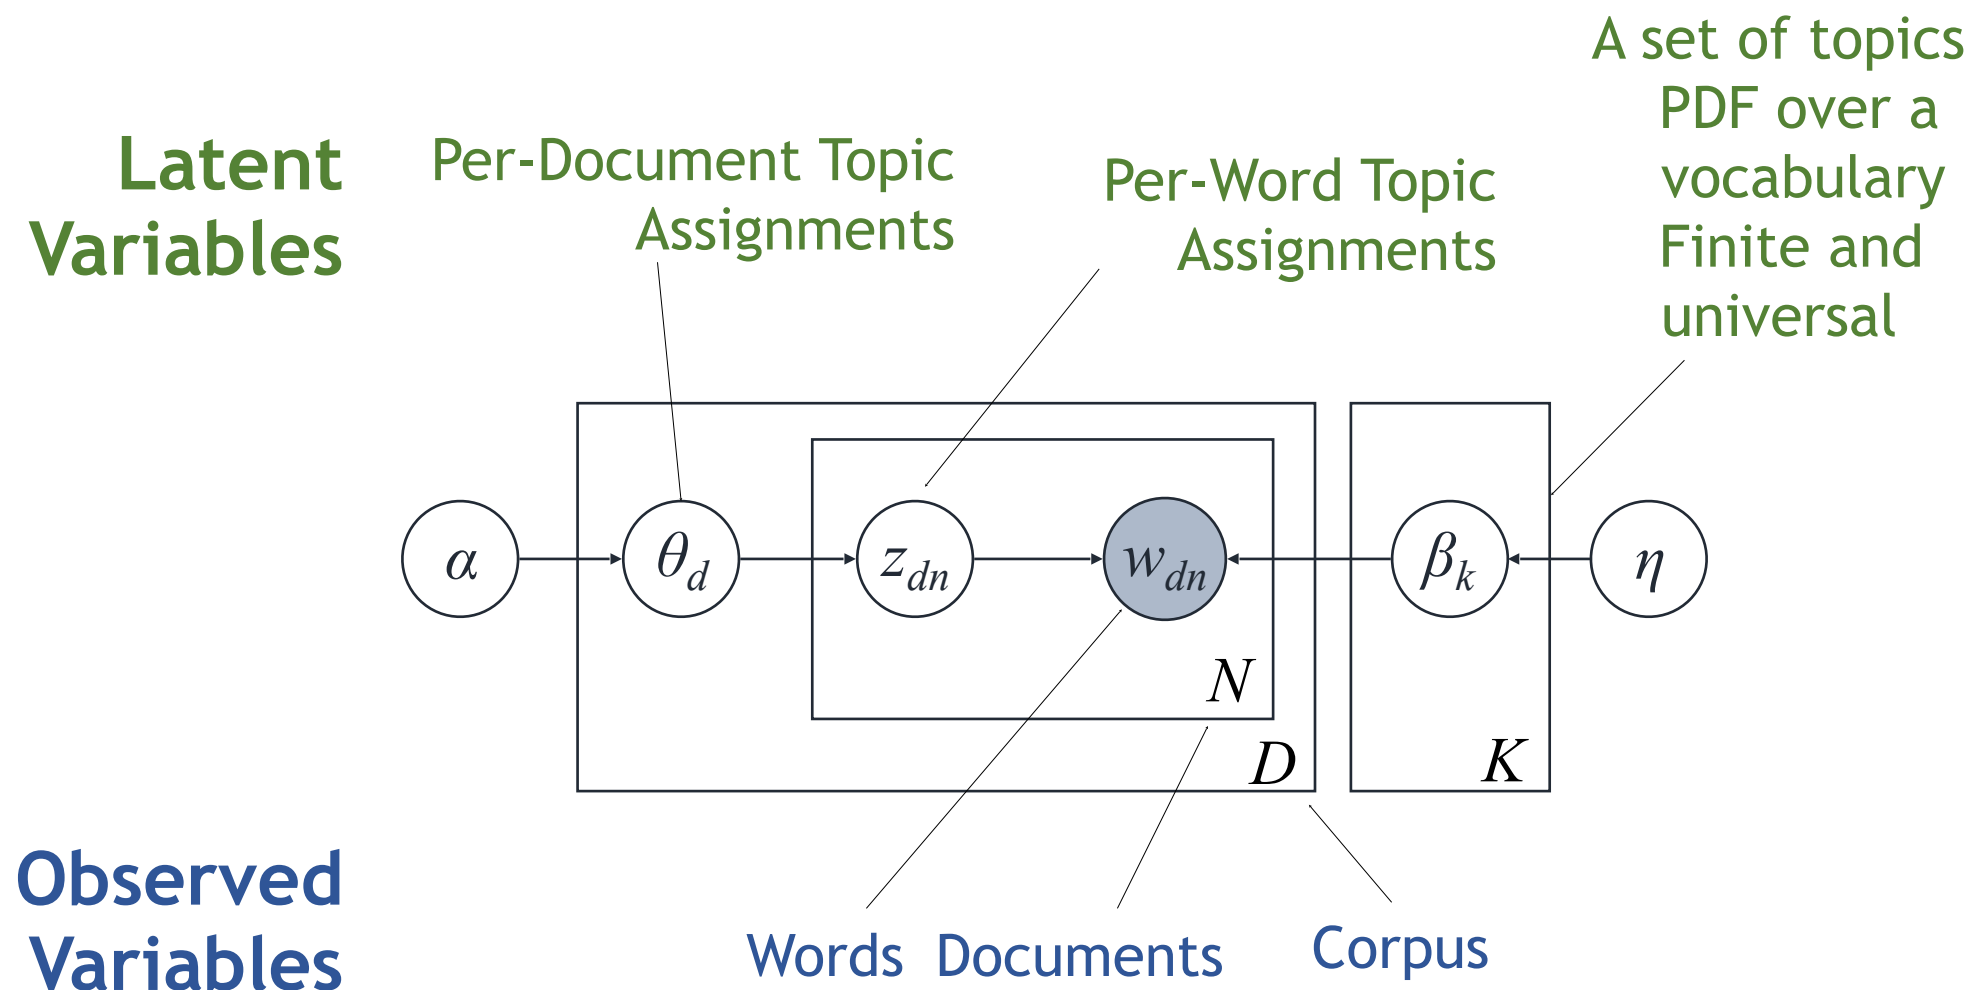 A set of topics
PDF over a
vocabulary
Finite and
universal
Latent
Variables
Per-Document Topic
Assignments
Per-Word Topic
Assignments
α
θd
zdn
wdn
βk
η
N
D
K
Observed
Variables
Words
Documents
Corpus